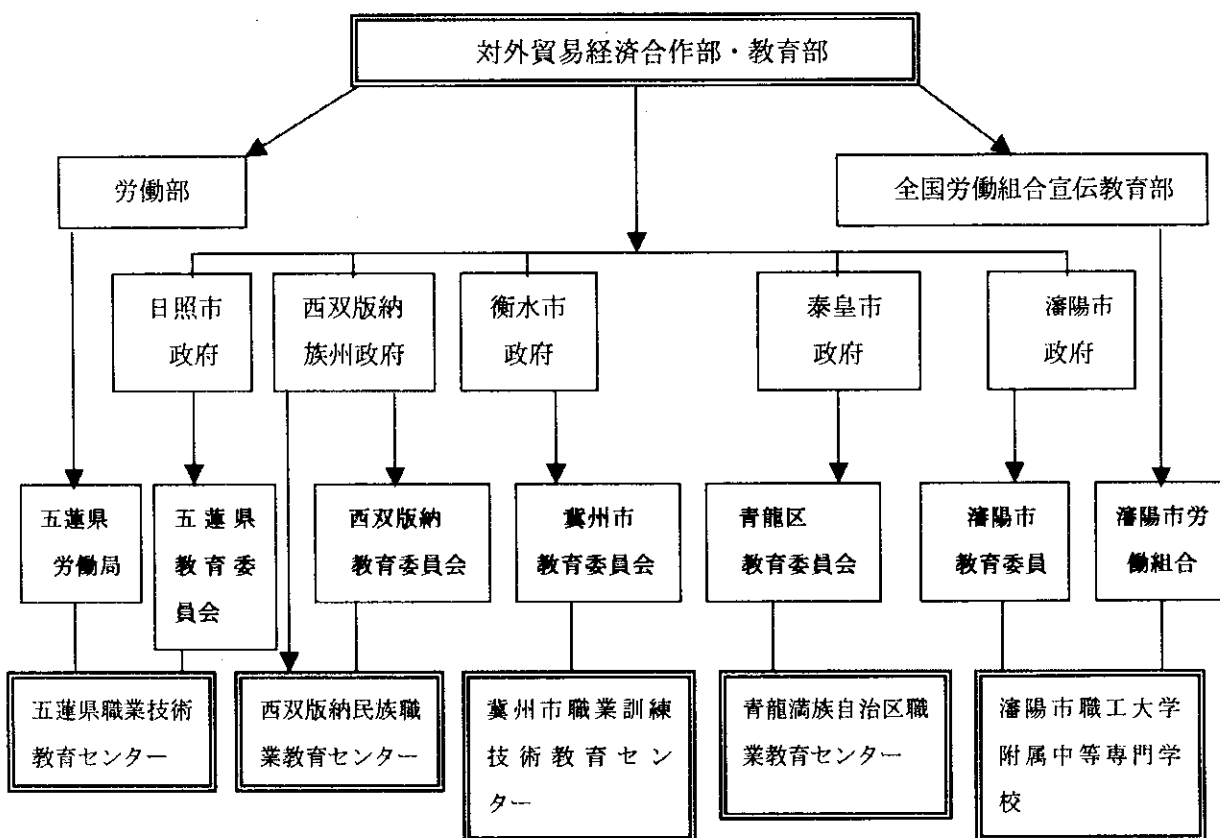 対外貿易経済合作部・教育部
労働部
全国労働組合宣伝教育部
日照市
政府
西双版納
族州政府
衡水市
政府
泰皇市
政府
瀋陽市
政府
五蓮県
労働局
五蓮県
教育委
員会
西双版納
教育委員会
冀州市
教育委員会
青龍区
教育委員会
瀋陽市
教育委員
瀋陽市労
働組合
五蓮県職業技術
教育センター
西双版納民族職
業教育センター
冀州市職業訓練
技術教育セン
ター
青龍満族自治区職
業教育センター
瀋陽市職工大学
附属中等専門学
校